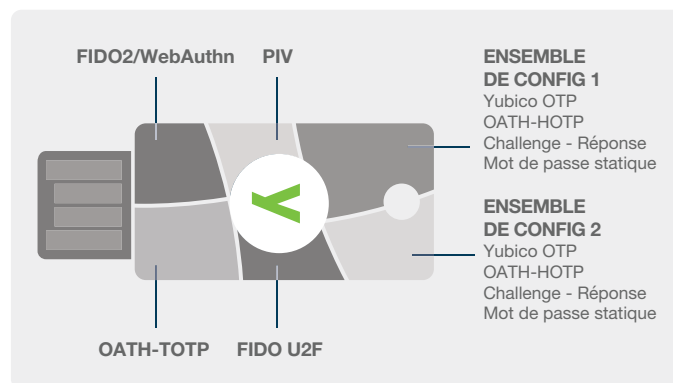 FIDO2/WebAuthn
PIV
ENSEMBLE
DE CONFIG 1
Yubico OTP
OATH-HOTP
Challenge - Réponse
Mot de passe statique
ENSEMBLE
DE CONFIG 2
Yubico OTP
OATH-HOTP
Challenge - Réponse
Mot de passe statique
OATH-TOTP
FIDO U2F